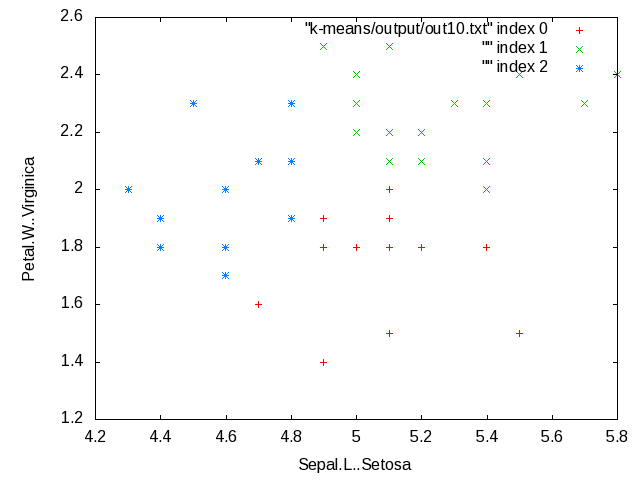 "k-means/output/out10.txt" index 0
"" index 1
"" index 2
2.6
2.4
2.2
2
1.8
1.6
1.4
1.2
Petal.W..Virginica
4.2 4.4 4.6 4.8 5 5.2 5.4 5.6 5.8
Sepal.L..Setosa